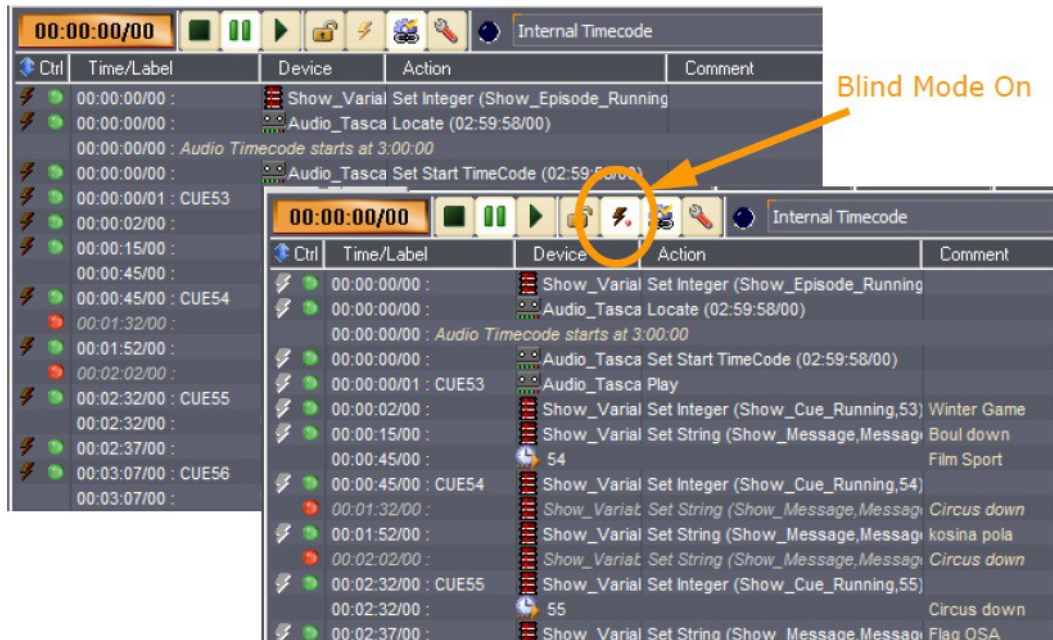 00:00:00/00 Internal Timecode
Ctrl Time/Label Device Action Comment
00:00:00/00 : Show_Varial Set Integer (Show_Episode_Running
00:00:00/00 : Audio_Tasca Locate (02:59:58/00)
00:00:00/00 : Audio Timecode starts at 3:00:00
00:00:00/00 : Audio_Tasca Set Start TimeCode (02:59:58/00)
00:00:00/01 : CUE53
00:00:02/00 :
00:00:15/00 :
00:00:45/00 :
00:00:45/00 : CUE54
00:01:32/00 :
00:01:52/00 :
00:02:02/00 :
00:02:32/00 : CUE55
00:02:32/00 :
00:02:37/00 :
00:03:07/00 : CUE56
00:03:07/00 :
Blind Mode On
00:00:00/00 Internal Timecode
Ctrl Time/Label Device Action Comment
00:00:00/00 : Show_Varial Set Integer (Show_Episode_Running
00:00:00/00 : Audio_Tasca Locate (02:59:58/00)
00:00:00/00 : Audio Timecode starts at 3:00:00
00:00:00/00 : Audio_Tasca Set Start TimeCode (02:59:58/00)
00:00:00/01 : CUE53 Audio_Tasca Play
00:00:02/00 : Show_Varial Set Integer (Show_Cue_Running,53) Winter Game
00:00:15/00 : Show_Varial Set String (Show_Message,Messag Boul down
00:00:45/00 : 54 Film Sport
00:00:45/00 : CUE54 Show_Varial Set Integer (Show_Cue_Running,54)
00:01:32/00 : Show_Variat Set String (Show_Message,Messag Circus down
00:01:52/00 : Show_Varial Set String (Show_Message,Messag kosina pola
00:02:02/00 : Show_Variat Set String (Show_Message,Messag Circus down
00:02:32/00 : CUE55 Show_Varial Set Integer (Show_Cue_Running,55)
00:02:32/00 : 55 Circus down
00:02:37/00 : Show_Varial Set String (Show_Message,Messag Flag OSA